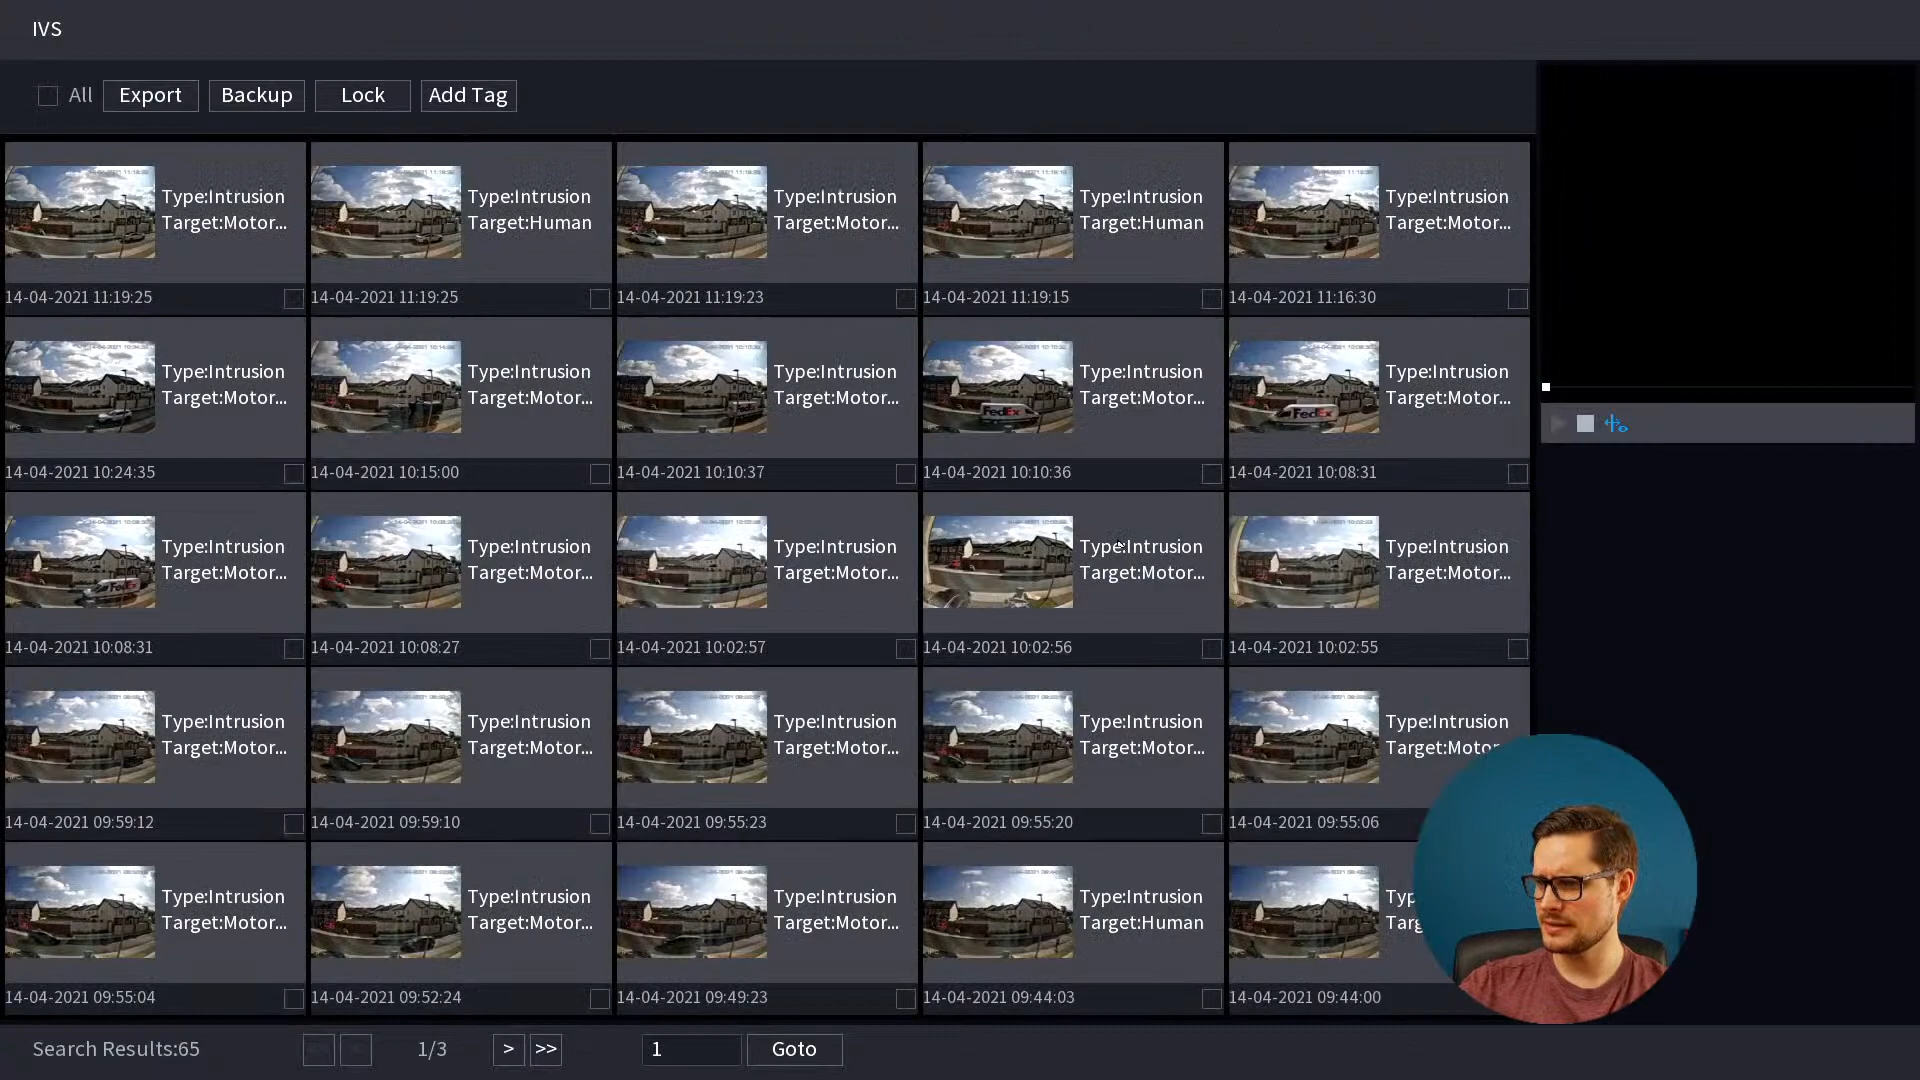 IVS
All Export Backup Lock Add Tag
Type:Intrusion
Target:Motor...
14-04-2021 11:19:25
Type:Intrusion
Target:Human
14-04-2021 11:19:25
Type:Intrusion
Target:Motor...
14-04-2021 11:19:23
Type:Intrusion
Target:Human
14-04-2021 11:19:15
Type:Intrusion
Target:Motor...
14-04-2021 11:16:30
Type:Intrusion
Target:Motor...
14-04-2021 10:24:35
Type:Intrusion
Target:Motor...
14-04-2021 10:15:00
Type:Intrusion
Target:Motor...
14-04-2021 10:10:37
FedEx
Type:Intrusion
Target:Motor...
14-04-2021 10:10:36
FedEx
Type:Intrusion
Target:Motor...
14-04-2021 10:08:31
Type:Intrusion
Target:Motor...
14-04-2021 10:08:31
Type:Intrusion
Target:Motor...
14-04-2021 10:08:27
Type:Intrusion
Target:Motor...
14-04-2021 10:02:57
Type:Intrusion
Target:Motor...
14-04-2021 10:02:56
Type:Intrusion
Target:Motor...
14-04-2021 10:02:55
Type:Intrusion
Target:Motor...
14-04-2021 09:59:12
Type:Intrusion
Target:Motor...
14-04-2021 09:59:10
Type:Intrusion
Target:Motor...
14-04-2021 09:55:23
Type:Intrusion
Target:Motor...
14-04-2021 09:55:20
Type:Intrusion
Target:Motor...
14-04-2021 09:55:06
Type:Intrusion
Target:Motor...
14-04-2021 09:55:04
Type:Intrusion
Target:Motor...
14-04-2021 09:52:24
Type:Intrusion
Target:Motor...
14-04-2021 09:49:23
Type:Intrusion
Target:Human
14-04-2021 09:44:03
Typ
Targ
14-04-2021 09:44:00
Search Results:65 1/3 > >> 1 Goto